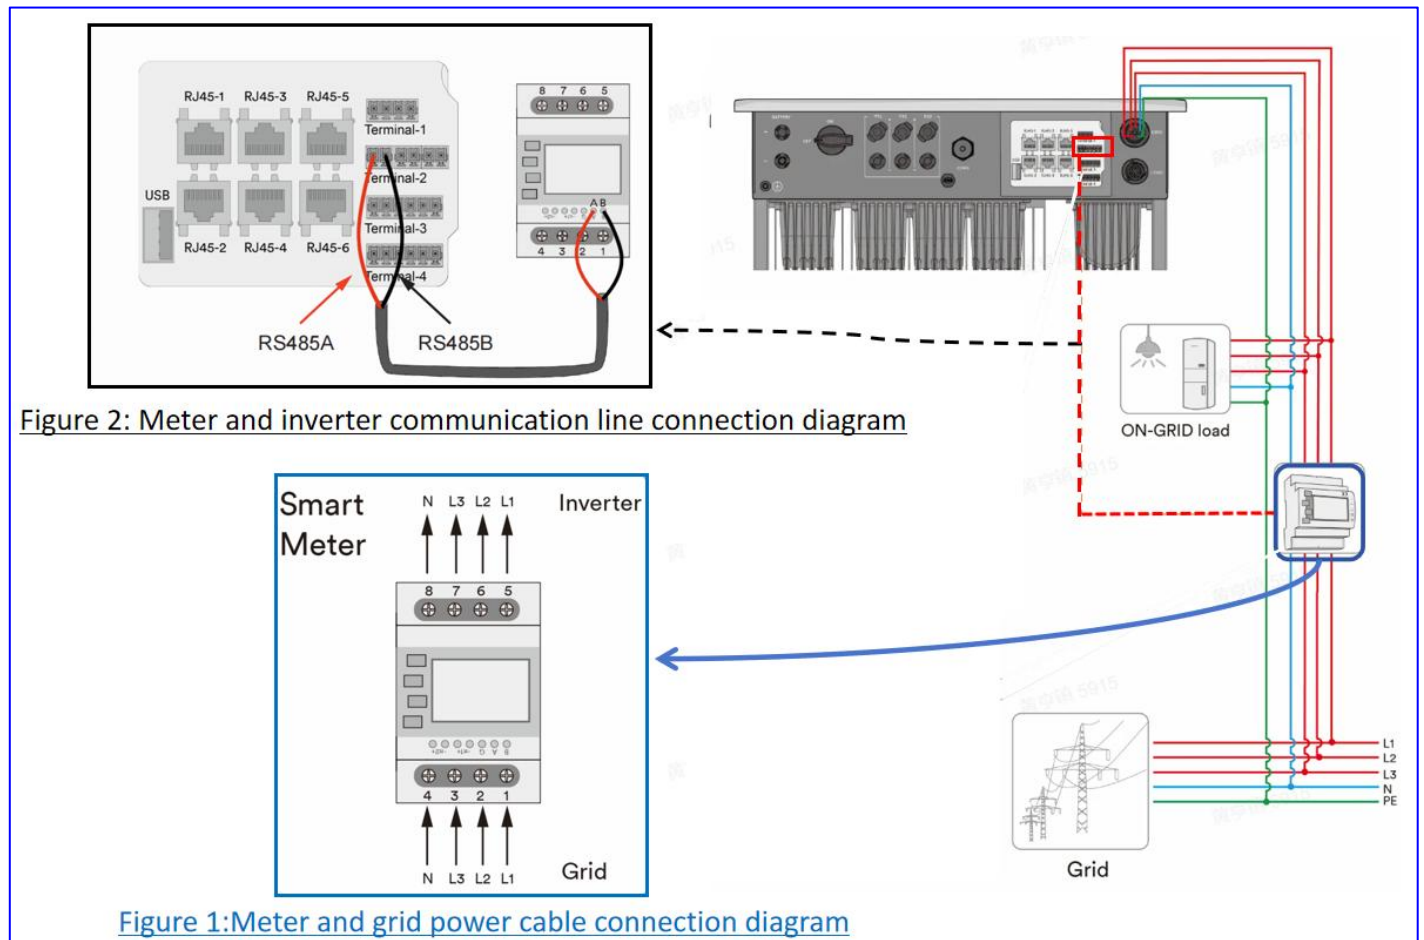 RJ45-1 RJ45-3 RJ45-5
Terminal-1
Terminal-2
USB
Terminal-3
RJ45-2 RJ45-4 RJ45-6
Terminal-4
RS485A RS485B
8 7 6 5
A B
4 3 2 1
Figure 2: Meter and inverter communication line connection diagram
ON-GRID load
Smart
Meter
N L3 L2 L1
Inverter
8 7 6 5
G A B
4 3 2 1
N L3 L2 L1
Grid
Figure 1:Meter and grid power cable connection diagram
L1
L2
L3
N
PE
Grid